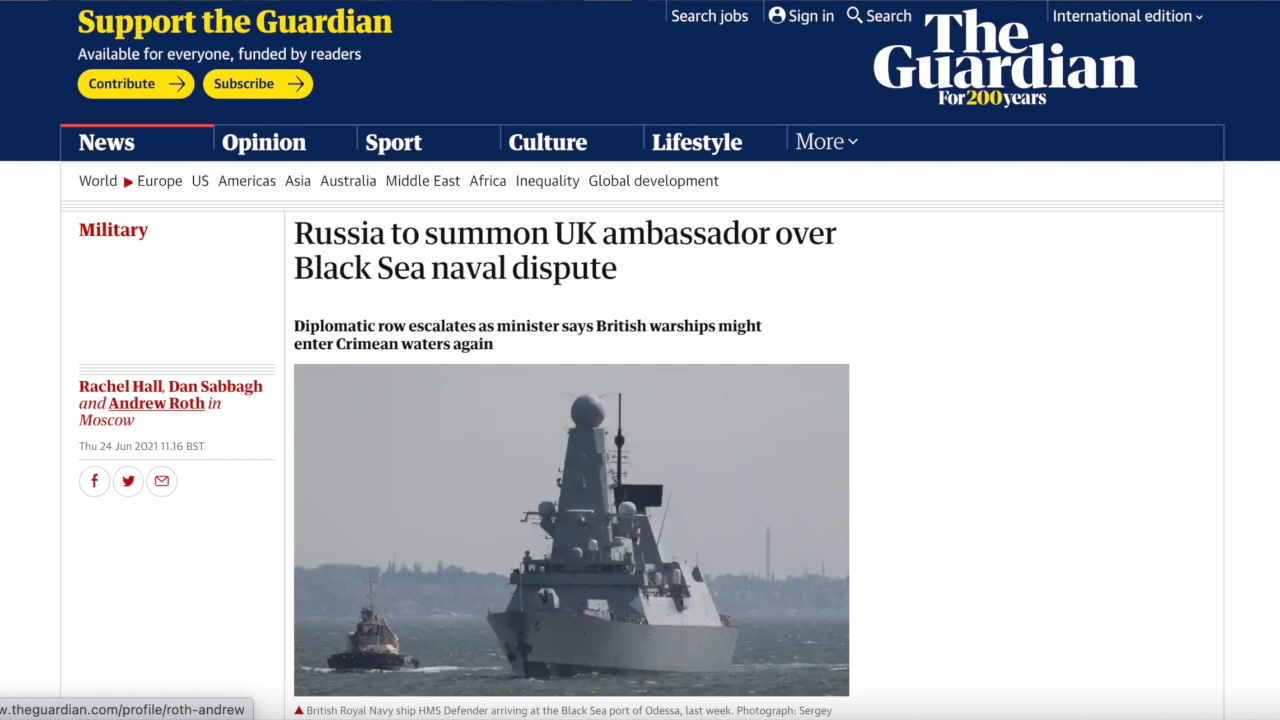 Support the Guardian
Available for everyone, funded by readers
Contribute
Subscribe
Search jobs
Sign in
Search
International edition
The
Guardian
For 200 years
News
Opinion
Sport
Culture
Lifestyle
More
World
Europe
US
Americas
Asia
Australia
Middle East
Africa
Inequality
Global development
Military
Russia to summon UK ambassador over
Black Sea naval dispute
Diplomatic row escalates as minister says British warships might
enter Crimean waters again
Rachel Hall, Dan Sabbagh
and Andrew Roth in
Moscow
Thu 24 Jun 2021 11.16 BST
British Royal Navy ship HMS Defender arriving at the Black Sea port of Odessa, last week. Photograph: Sergey
w.theguardian.com/profile/roth-andrew